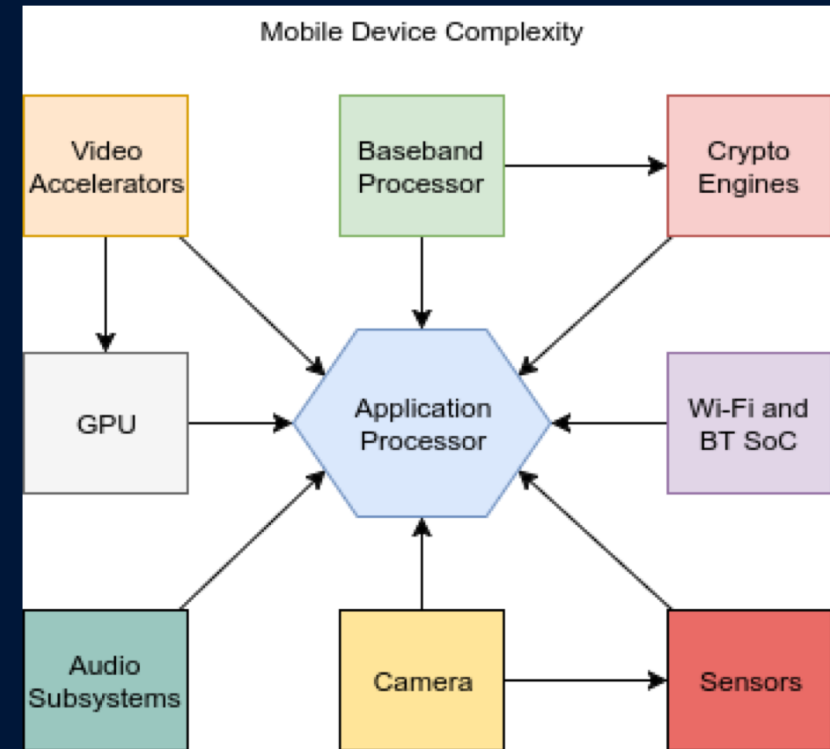 Mobile Device Complexity
Video
Accelerators
Baseband
Processor
Crypto
Engines
GPU
Application
Processor
Wi-Fi and
BT SoC
Audio
Subsystems
Camera
Sensors